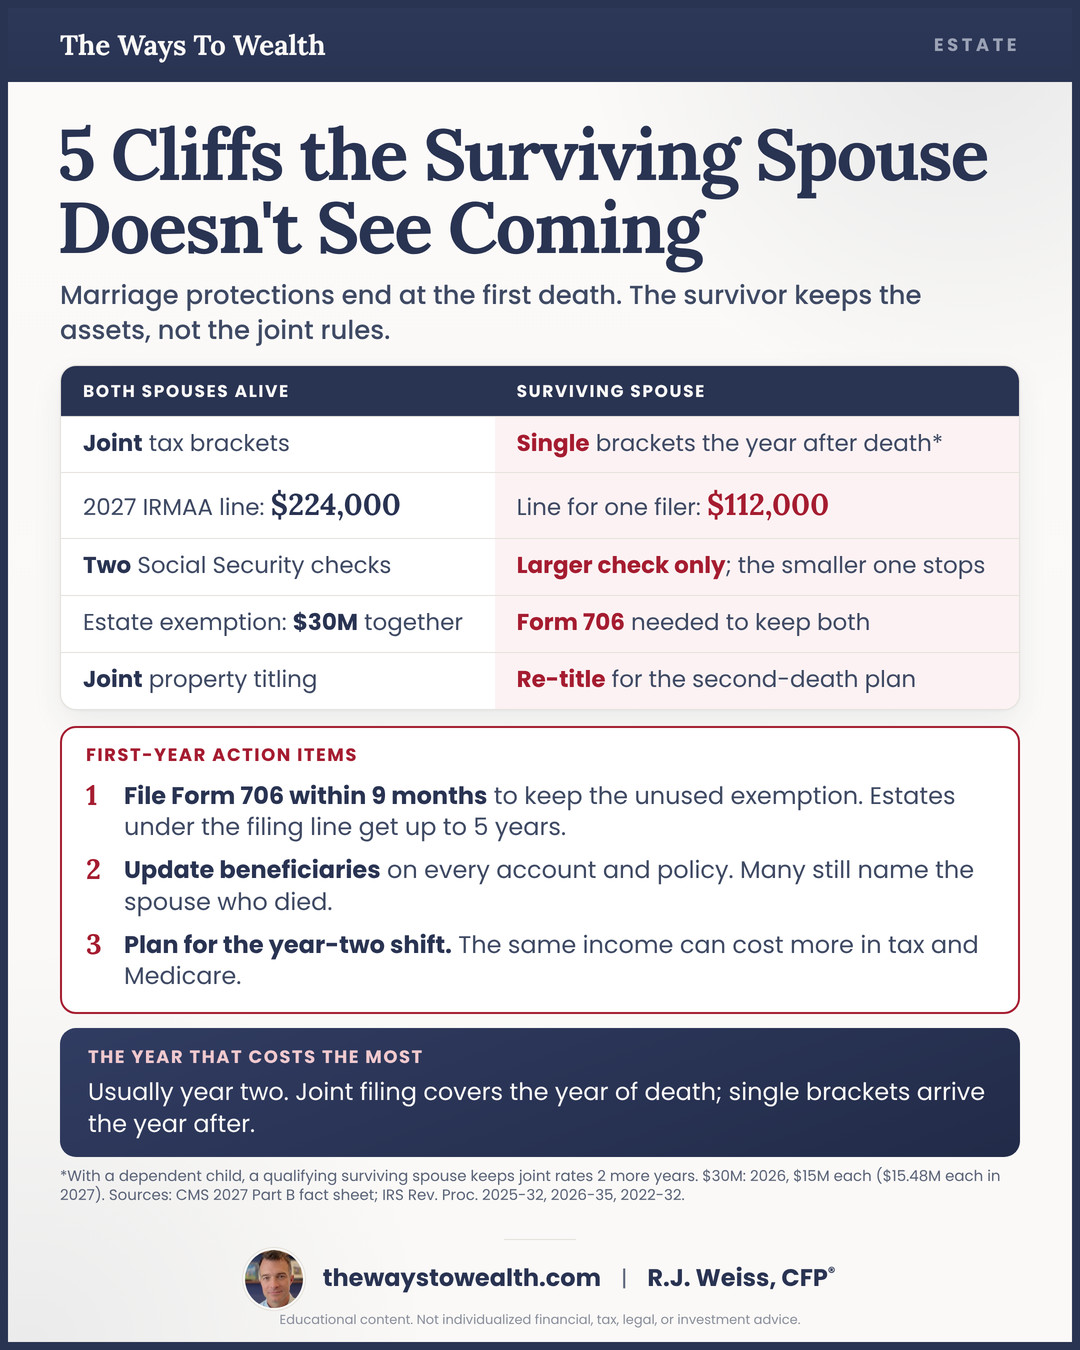 The Ways To Wealth
ESTATE
5 Cliffs the Surviving Spouse
Doesn't See Coming
Marriage protections end at the first death. The survivor keeps the
assets, not the joint rules.
BOTH SPOUSES ALIVE
SURVIVING SPOUSE
Joint tax brackets
Single brackets the year after death*
2027 IRMAA line: $224,000
Line for one filer: $112,000
Two Social Security checks
Larger check only; the smaller one stops
Estate exemption: $30M together
Form 706 needed to keep both
Joint property titling
Re-title for the second-death plan
FIRST-YEAR ACTION ITEMS
1 File Form 706 within 9 months to keep the unused exemption. Estates
under the filing line get up to 5 years.
2 Update beneficiaries on every account and policy. Many still name the
spouse who died.
3 Plan for the year-two shift. The same income can cost more in tax and
Medicare.
THE YEAR THAT COSTS THE MOST
Usually year two. Joint filing covers the year of death; single brackets arrive
the year after.
*With a dependent child, a qualifying surviving spouse keeps joint rates 2 more years. $30M: 2026, $15M each ($15.48M each in
2027). Sources: CMS 2027 Part B fact sheet; IRS Rev. Proc. 2025-32, 2026-35, 2022-32.
thewaystowealth.com | R.J. Weiss, CFP®
Educational content. Not individualized financial, tax, legal, or investment advice.